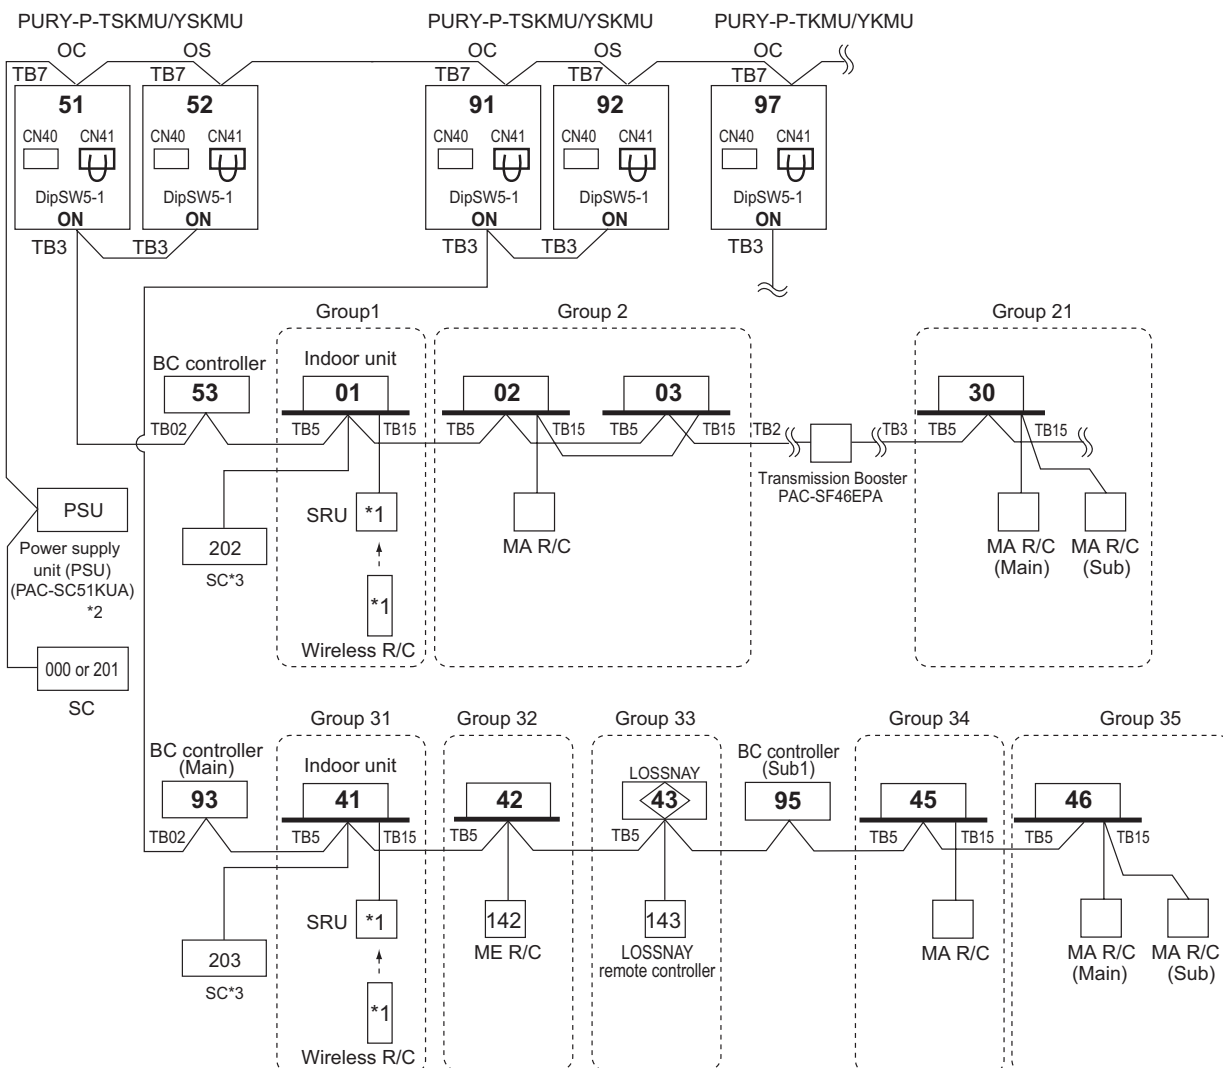 PURY-P-TSKMU/YSKMU
PURY-P-TSKMU/YSKMU
PURY-P-TKMU/YKMU
OC
OS
OC
OS
OC
TB7
TB7
TB7
TB7
TB7
51
52
91
92
97
CN40 CN41
CN40 CN41
CN40 CN41
CN40 CN41
CN40 CN41
DipSW5-1
DipSW5-1
DipSW5-1
DipSW5-1
DipSW5-1
ON
ON
ON
ON
ON
TB3
TB3
TB3
TB3
TB3
Group1
Group 2
Group 21
BC controller
Indoor unit
53
01
02
03
30
TB02
TB5
TB15
TB5
TB15
TB5
TB15
TB2
TB3
TB5
TB15
Transmission Booster
PAC-SF46EPA
PSU
Power supply
unit (PSU)
(PAC-SC51KUA)
*2
SRU
*1
202
SC*3
MA R/C
MA R/C
(Main)
MA R/C
(Sub)
*1
Wireless R/C
000 or 201
SC
Group 31
Group 32
Group 33
Group 34
Group 35
BC controller
(Main)
Indoor unit
LOSSNAY
BC controller
(Sub1)
93
41
42
43
95
45
46
TB02
TB5
TB15
TB5
TB5
TB5
TB15
TB5
TB15
SRU
*1
142
143
203
SC*3
ME R/C
LOSSNAY
remote controller
MA R/C
MA R/C
(Main)
MA R/C
(Sub)
*1
Wireless R/C